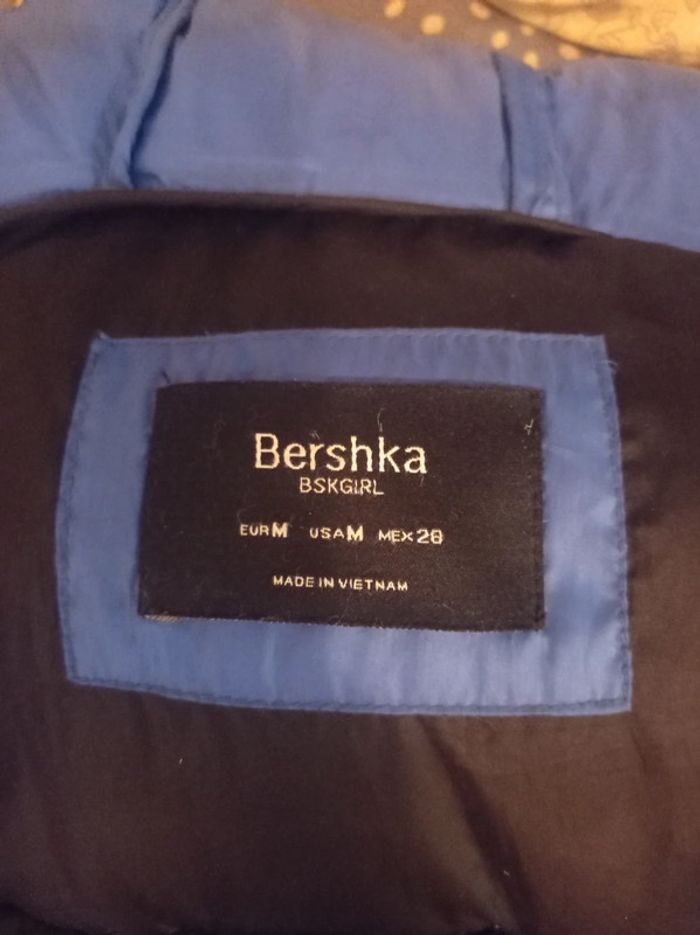 Bershka
BSKGIRL
EUR M USA M MEX 28
MADE IN VIETNAM